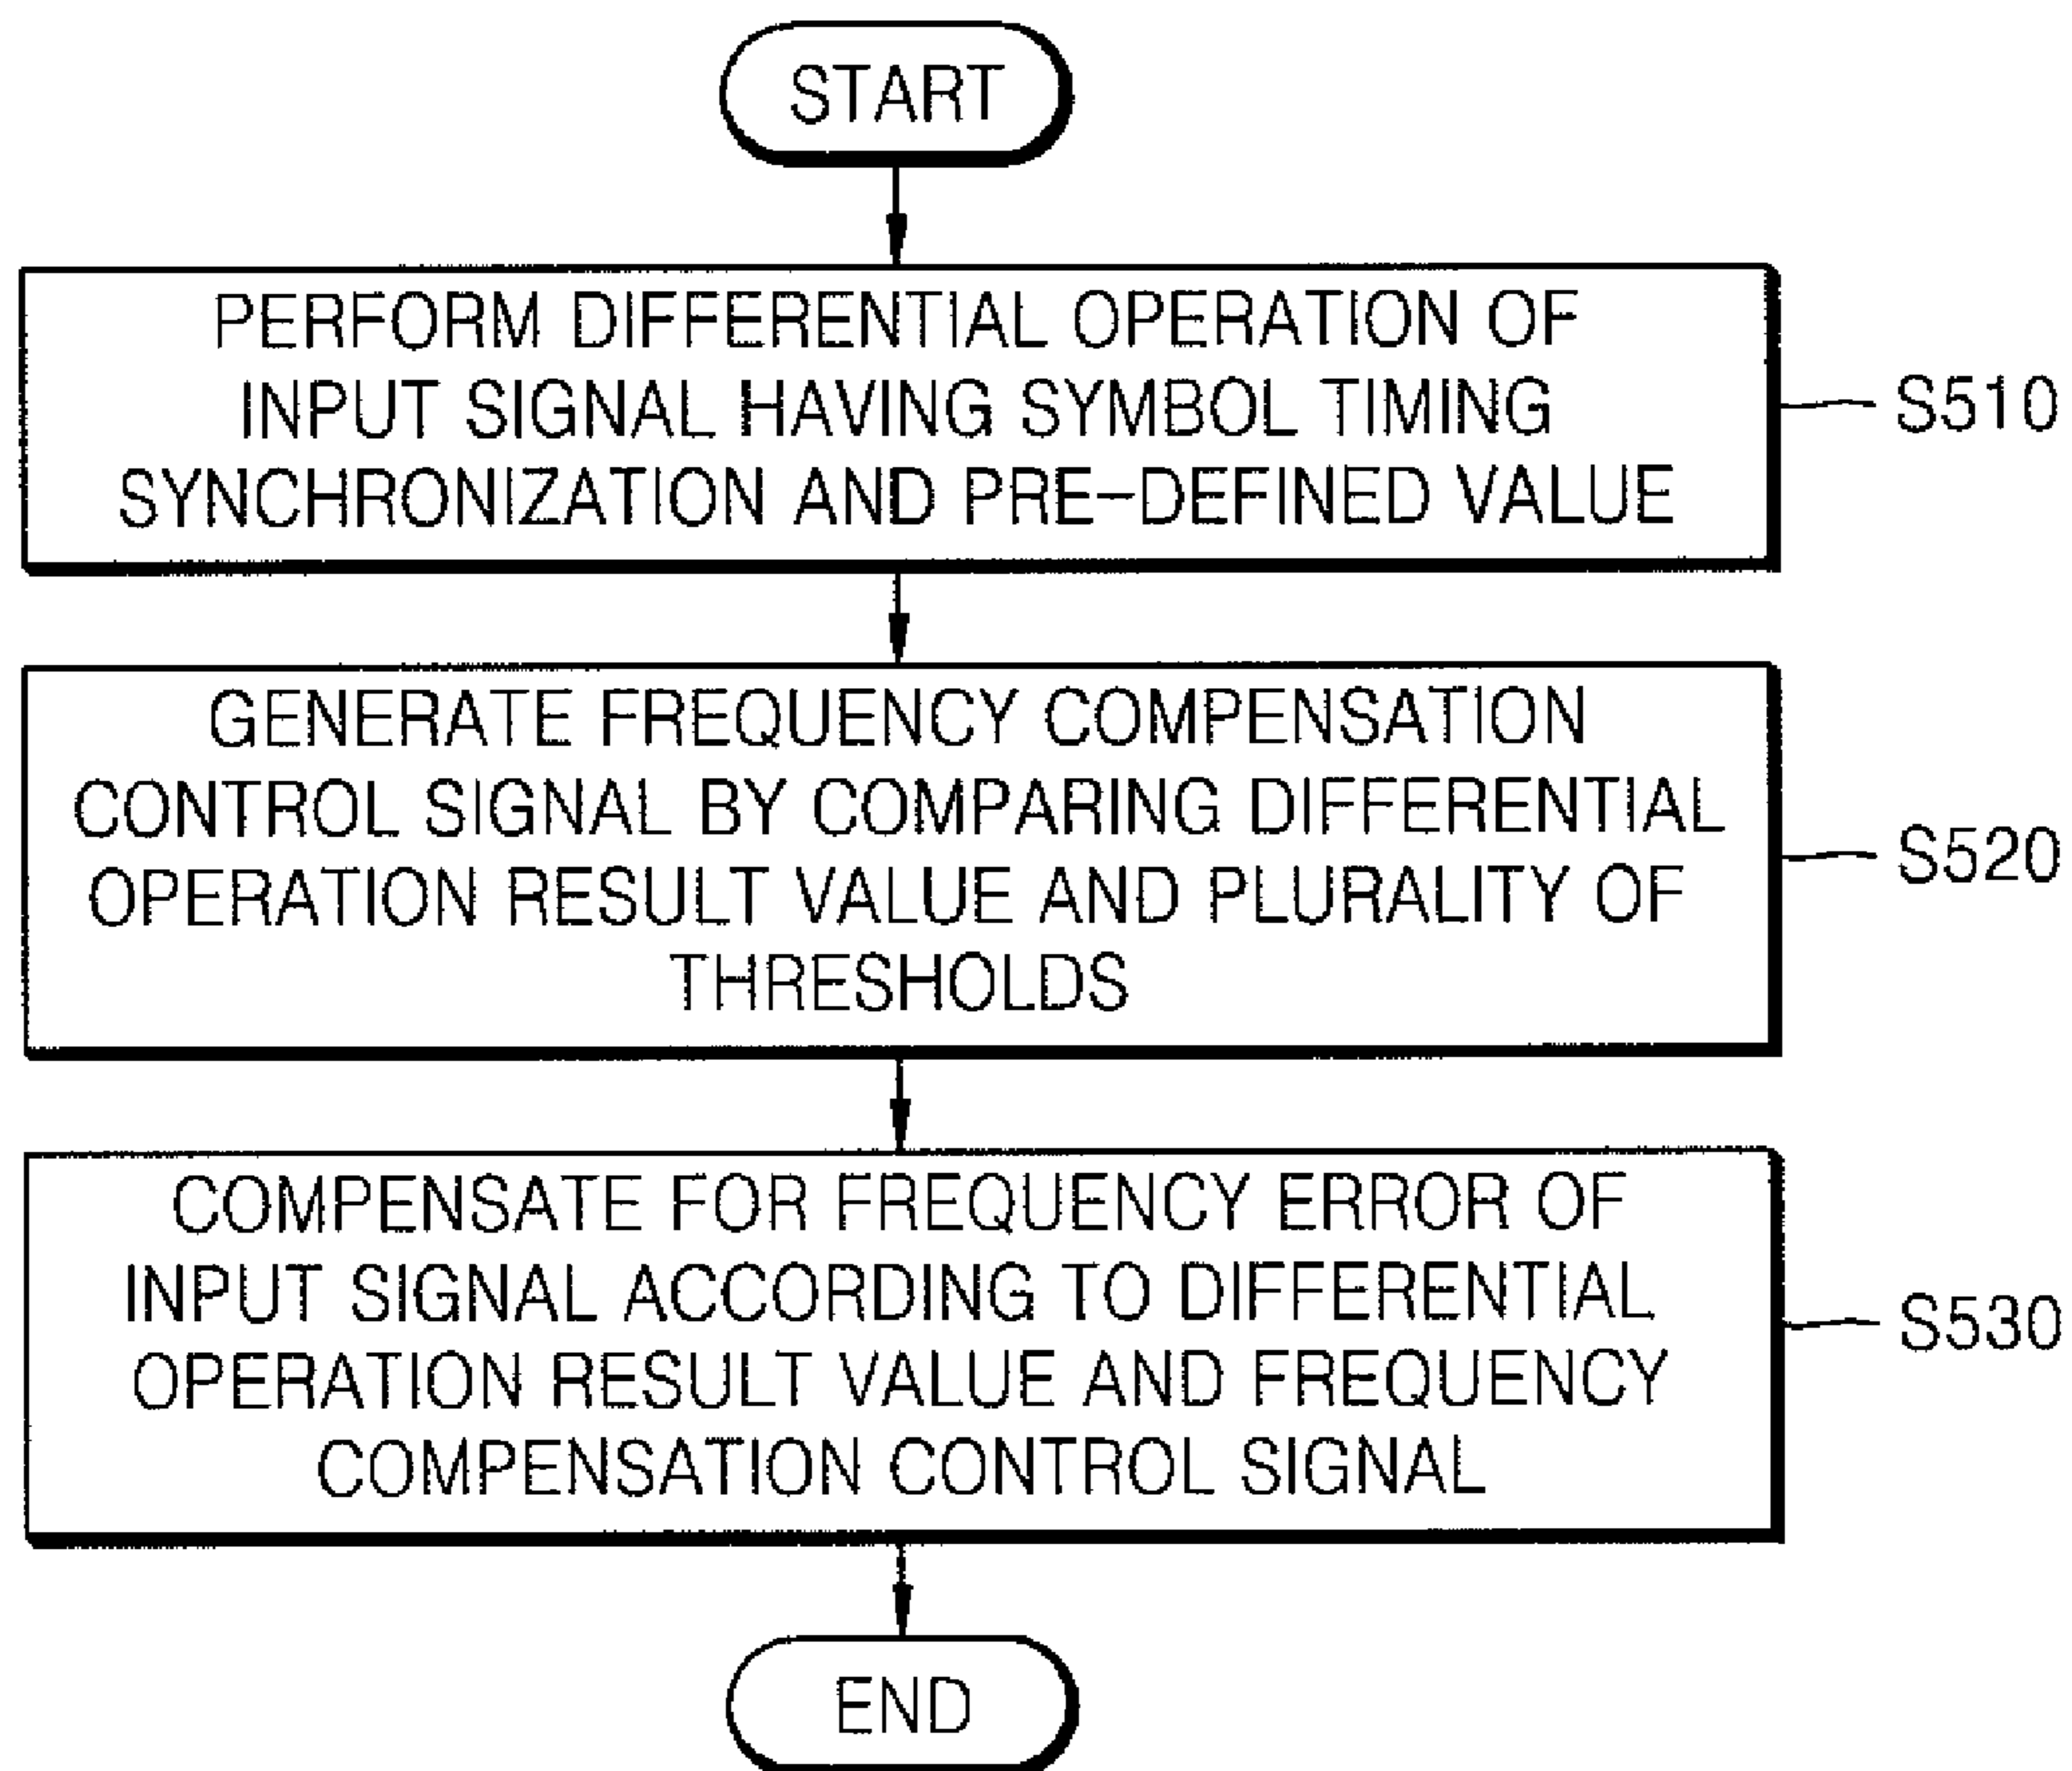 START
PERFORM DIFFERENTIAL OPERATION OF
INPUT SIGNAL HAVING SYMBOL TIMING
SYNCHRONIZATION AND PRE-DEFINED VALUE
S510
GENERATE FREQUENCY COMPENSATION
CONTROL SIGNAL BY COMPARING DIFFERENTIAL
OPERATION RESULT VALUE AND PLURALITY OF
THRESHOLDS
S520
COMPENSATE FOR FREQUENCY ERROR OF
INPUT SIGNAL ACCORDING TO DIFFERENTIAL
OPERATION RESULT VALUE AND FREQUENCY
COMPENSATION CONTROL SIGNAL
S530
END